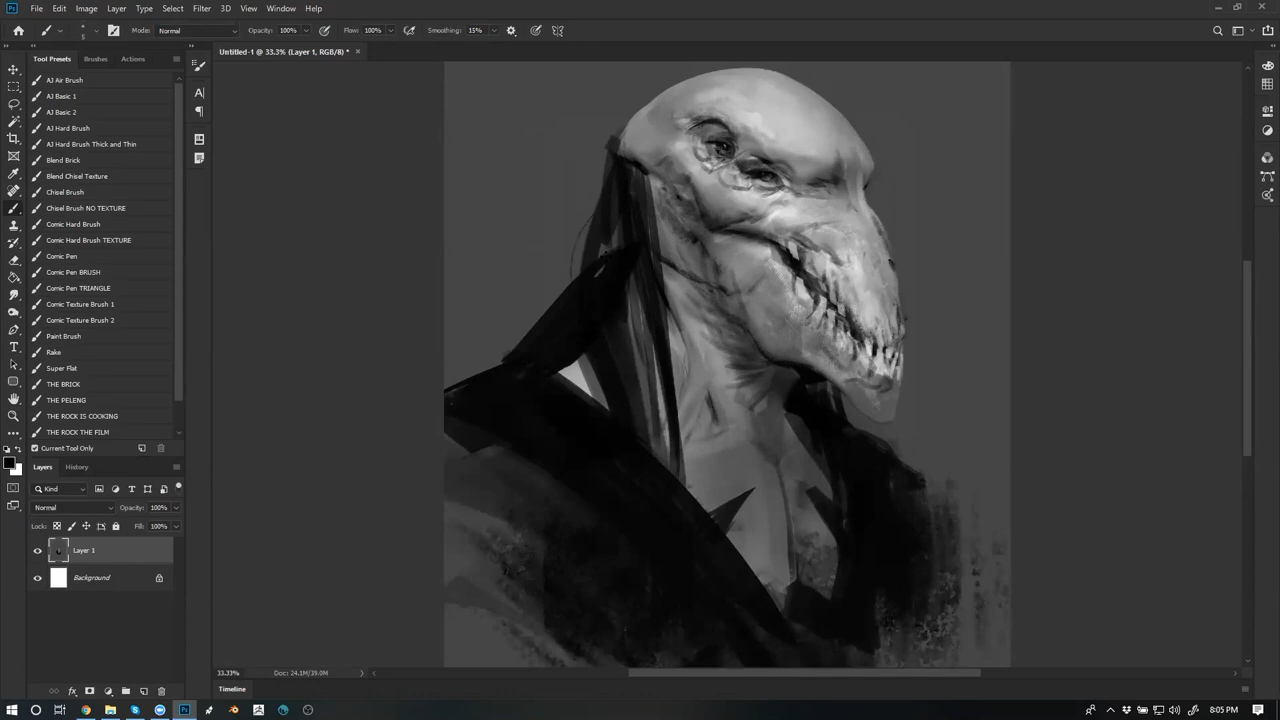 Ps File Edit Image Layer Type Select Filter 3D View Window Help
5 Mode: Normal Opacity: 100% Flow: 100% Smoothing: 15%
Untitled-1 @ 33.3% (Layer 1, RGB/8) *
Tool Presets Brushes Actions
AJ Air Brush
AJ Basic 1
AJ Basic 2
AJ Hard Brush
AJ Hard Brush Thick and Thin
Blend Brick
Blend Chisel Texture
Chisel Brush
Chisel Brush NO TEXTURE
Comic Hard Brush
Comic Hard Brush TEXTURE
Comic Pen
Comic Pen BRUSH
Comic Pen TRIANGLE
Comic Texture Brush 1
Comic Texture Brush 2
Paint Brush
Rake
Super Flat
THE BRICK
THE PELENG
THE ROCK IS COOKING
THE ROCK THE FILM
Current Tool Only
Layers History
Kind
Normal Opacity: 100%
Lock: Fill: 100%
Layer 1
Background
33.33% Doc: 24.1M/39.0M
Timeline
8:05 PM